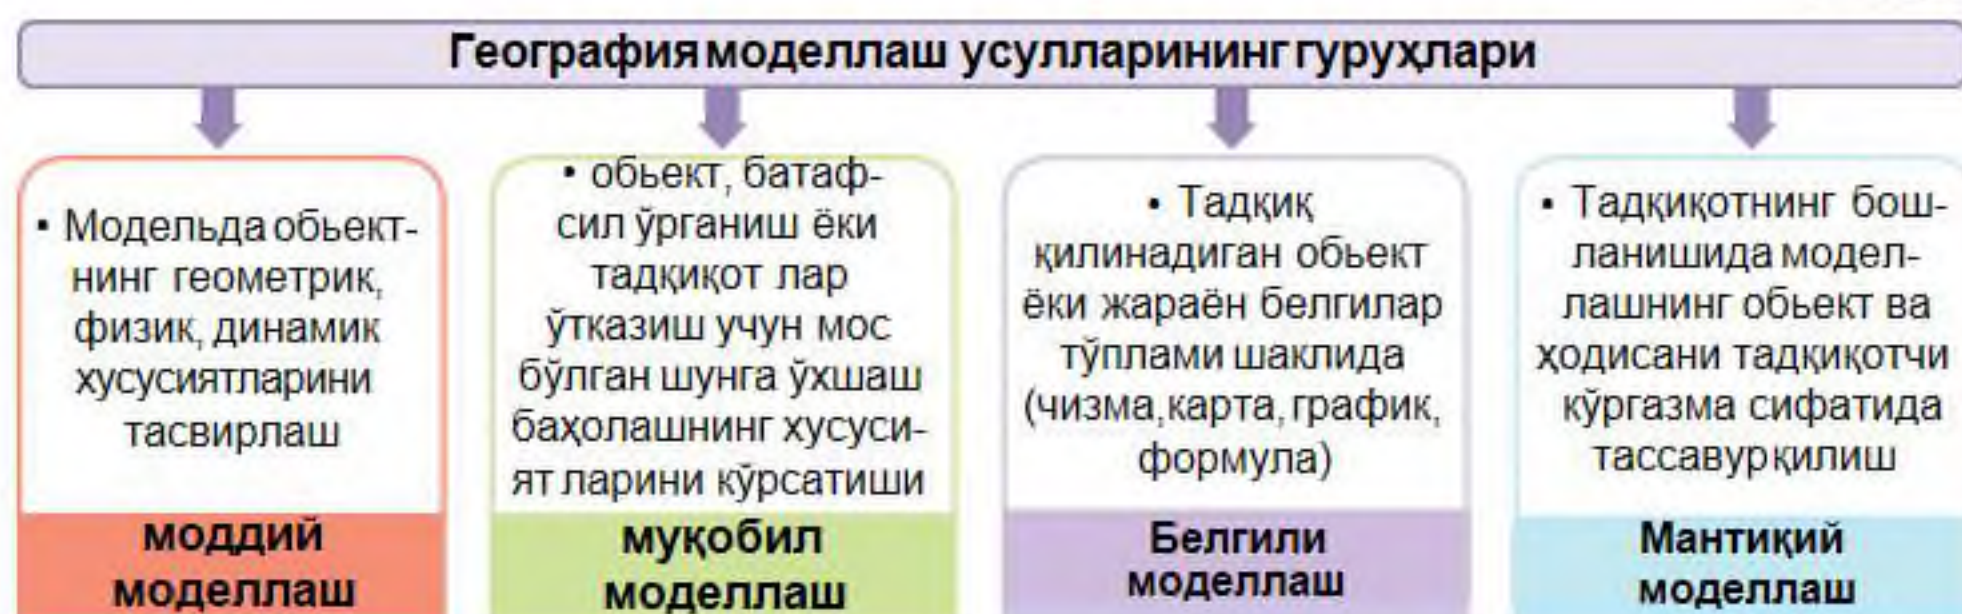 География моделлаш усулларининг гуруҳлари
• Модельда обьект-
нинг геометрик,
физик, динамик
хусусиятларини
тасвирлаш
моддий
моделлаш
• обьект, батаф-
сил ўрганиш ёки
тадқиқот лар
ўтказиш учун мос
бўлган шунга ўхшаш
баҳолашнинг хусуси-
ят ларини кўрсатиши
муқобил
моделлаш
• Тадқиқ
қилинадиган обьект
ёки жараён белгилар
тўплами шаклида
(чизма,карта,график,
формула)
Белгили
моделлаш
• Тадқиқотнинг бош-
ланишида модел-
лашнинг обьект ва
ҳодисани тадқиқотчи
кўргазма сифатида
тассавур қилиш
Мантиқий
моделлаш